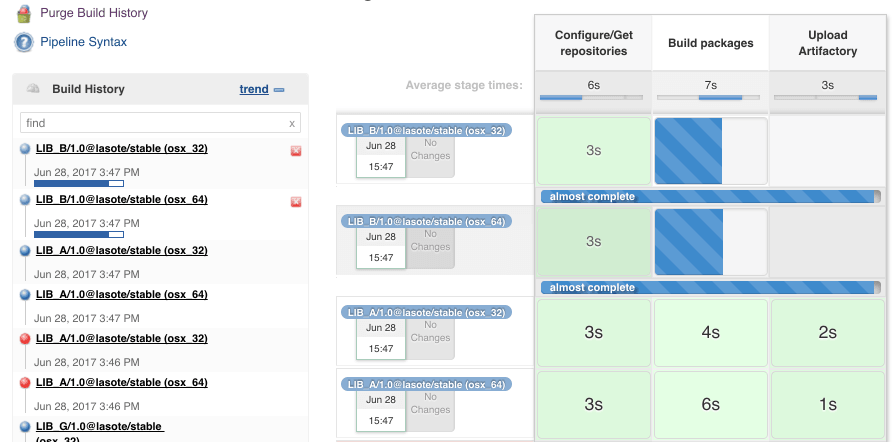 Purge Build History
Pipeline Syntax
Build History
trend
find
x
LIB_B/1.0@lasote/stable (osx_32)
Jun 28, 2017 3:47 PM
LIB_B/1.0@lasote/stable (osx_64)
Jun 28, 2017 3:47 PM
LIB_A/1.0@lasote/stable (osx_32)
Jun 28, 2017 3:47 PM
LIB_A/1.0@lasote/stable (osx_64)
Jun 28, 2017 3:47 PM
LIB_A/1.0@lasote/stable (osx_32)
Jun 28, 2017 3:46 PM
LIB_A/1.0@lasote/stable (osx_64)
Jun 28, 2017 3:46 PM
LIB_G/1.0@lasote/stable
(osx_32)
Configure/Get
repositories
Build packages
Upload
Artifactory
Average stage times:
6s
7s
3s
LIB_B/1.0@lasote/stable (osx_32)
Jun 28
15:47
No
Changes
3s
almost complete
LIB_B/1.0@lasote/stable (osx_64)
Jun 28
15:47
No
Changes
3s
almost complete
LIB_A/1.0@lasote/stable (osx_32)
Jun 28
15:47
No
Changes
3s
4s
2s
LIB_A/1.0@lasote/stable (osx_64)
Jun 28
15:47
No
Changes
3s
6s
1s